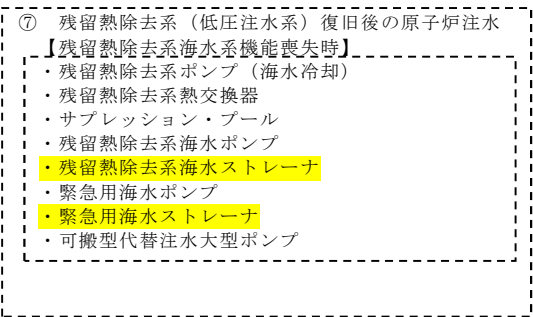 ⑦　残留熱除去系（低圧注水系）復旧後の原子炉注水
【残留熱除去系海水系機能喪失時】
・残留熱除去系ポンプ（海水冷却）
・残留熱除去系熱交換器
・サプレッション・プール
・残留熱除去系海水ポンプ
・残留熱除去系海水ストレーナ
・緊急用海水ポンプ
・緊急用海水ストレーナ
・可搬型代替注水大型ポンプ